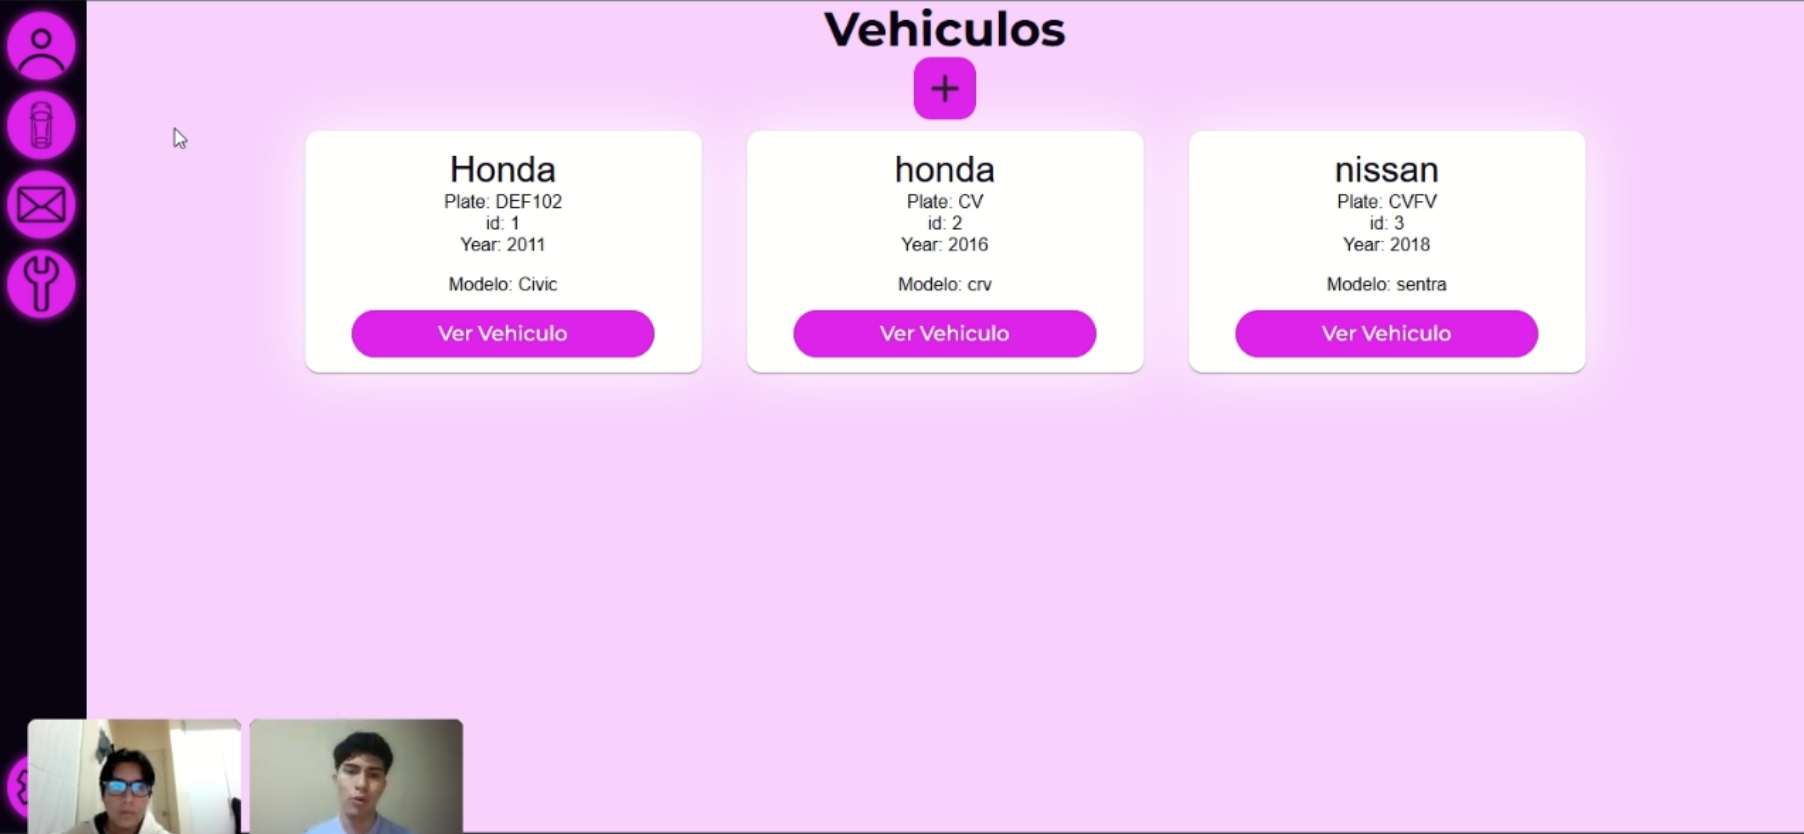 Vehiculos
+
Honda
Plate: DEF102
id: 1
Year: 2011
Modelo: Civic
Ver Vehiculo
honda
Plate: CV
id: 2
Year: 2016
Modelo: crv
Ver Vehiculo
nissan
Plate: CVFV
id: 3
Year: 2018
Modelo: sentra
Ver Vehiculo